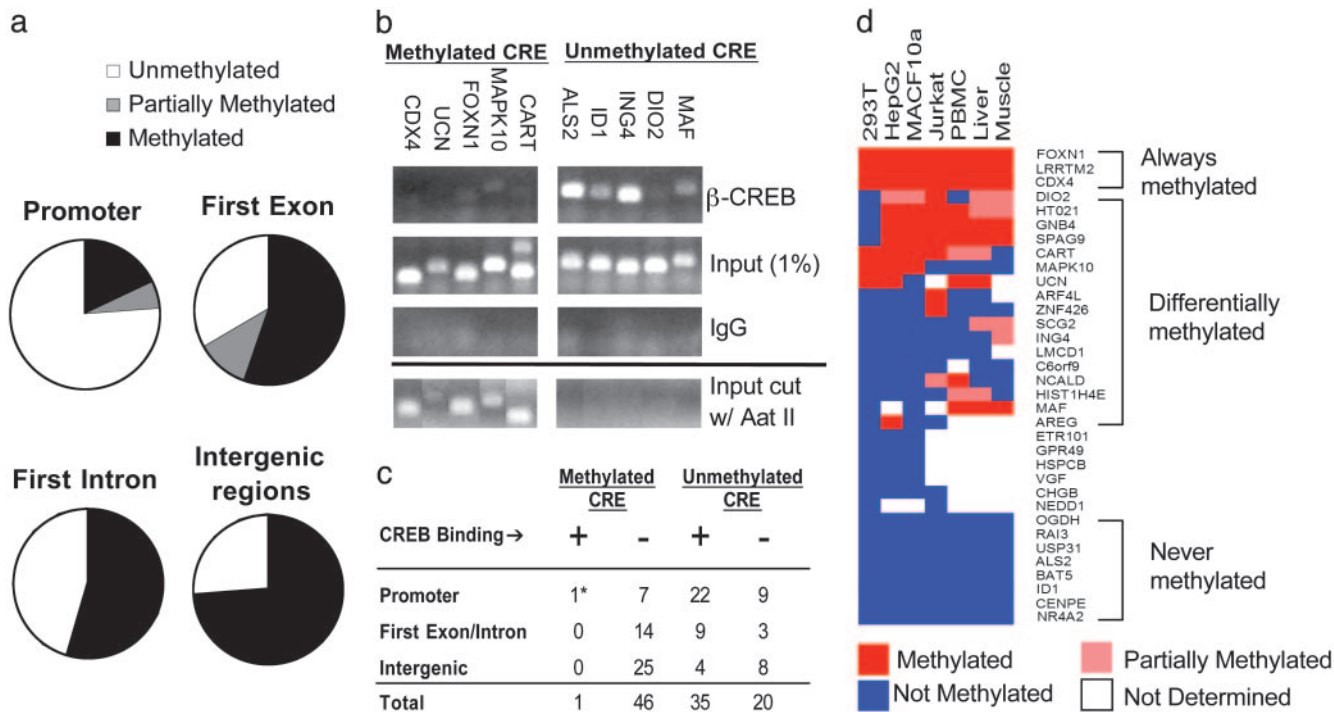 a
Unmethylated
Partially Methylated
Methylated
Promoter
First Exon
First Intron
Intergenic
regions
b
Methylated CRE
Unmethylated CRE
CDX4
UCN
FOXN1
MAPK10
CART
ALS2
ID1
ING4
DIO2
MAF
β-CREB
Input (1%)
IgG
Input cut
w/ Aat II
c
Methylated
CRE
Unmethylated
CRE
CREB Binding→ + - + -
Promoter 1* 7 22 9
First Exon/Intron 0 14 9 3
Intergenic 0 25 4 8
Total 1 46 35 20
d
293T
HepG2
MACF10a
Jurkat
PBMC
Liver
Muscle
FOXN1
LRRTM2
CDX4
DIO2
HT021
GNB4
SPAG9
CART
MAPK10
UCN
ARF4L
ZNF426
SCG2
ING4
LMCD1
C6orf9
NCALD
HIST1H4E
MAF
AREG
ETR101
GPR49
HSPCB
VGF
CHGB
NEDD1
OGDH
RAI3
USP31
ALS2
BAT5
ID1
CENPE
NR4A2
Always
methylated
Differentially
methylated
Never
methylated
Methylated
Partially Methylated
Not Methylated
Not Determined